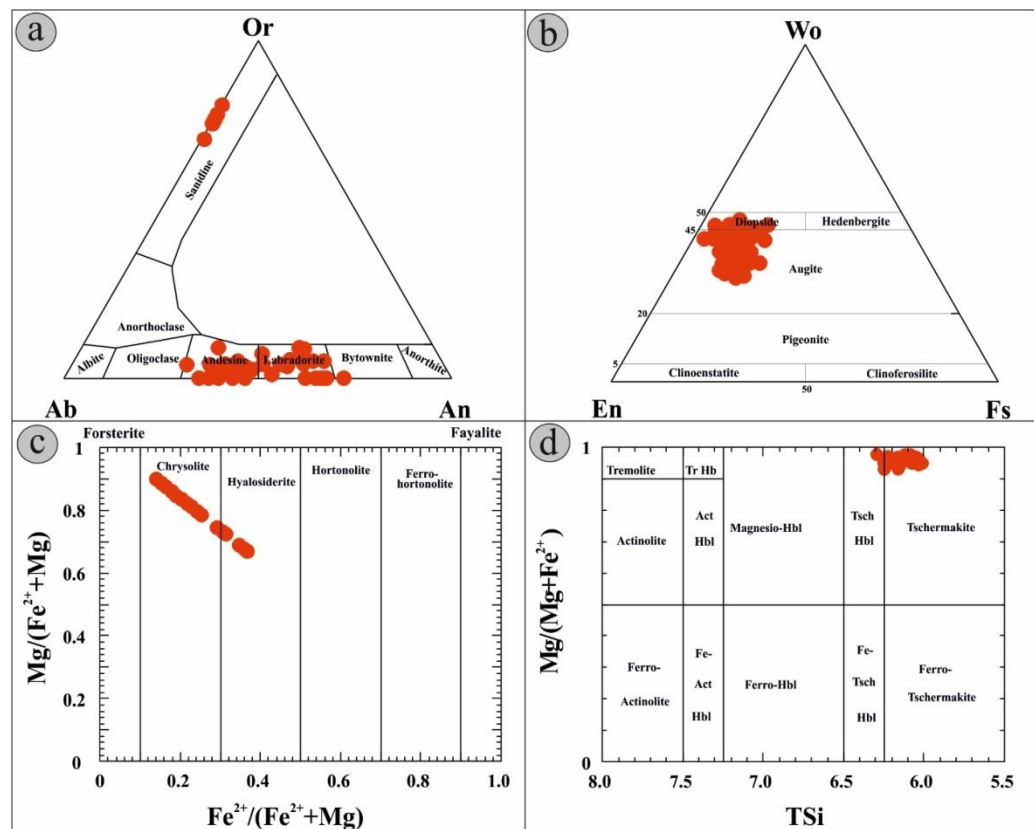 a
Or
Sanidine
Anorthoclase
Albite
Oligoclase
Andesine
Labradorite
Bytownite
Anorthite
Ab
An
b
Wo
50
Diopside
Hedenbergite
45
Augite
20
Pigeonite
5
Clinoenstatite
Clinoferosilite
50
En
Fs
c
Forsterite
Fayalite
Chrysolite
Hyalosiderite
Hortonolite
Ferro-
hortonolite
1
0.8
0.6
0.4
0.2
0
Mg/(Fe²⁺+Mg)
0
0.2
0.4
0.6
0.8
1.0
Fe²⁺/(Fe²⁺+Mg)
d
1
1
Mg/(Mg+Fe²⁺)
Tremolite
Tr Hb
Actinolite
Act
Hbl
Magnesio-Hbl
Tsch
Hbl
Tschermakite
Ferro-
Actinolite
Fe-
Act
Hbl
Ferro-Hbl
Fe-
Tsch
Hbl
Ferro-
Tschermakite
8.0
7.5
7.0
6.5
6.0
5.5
TSi